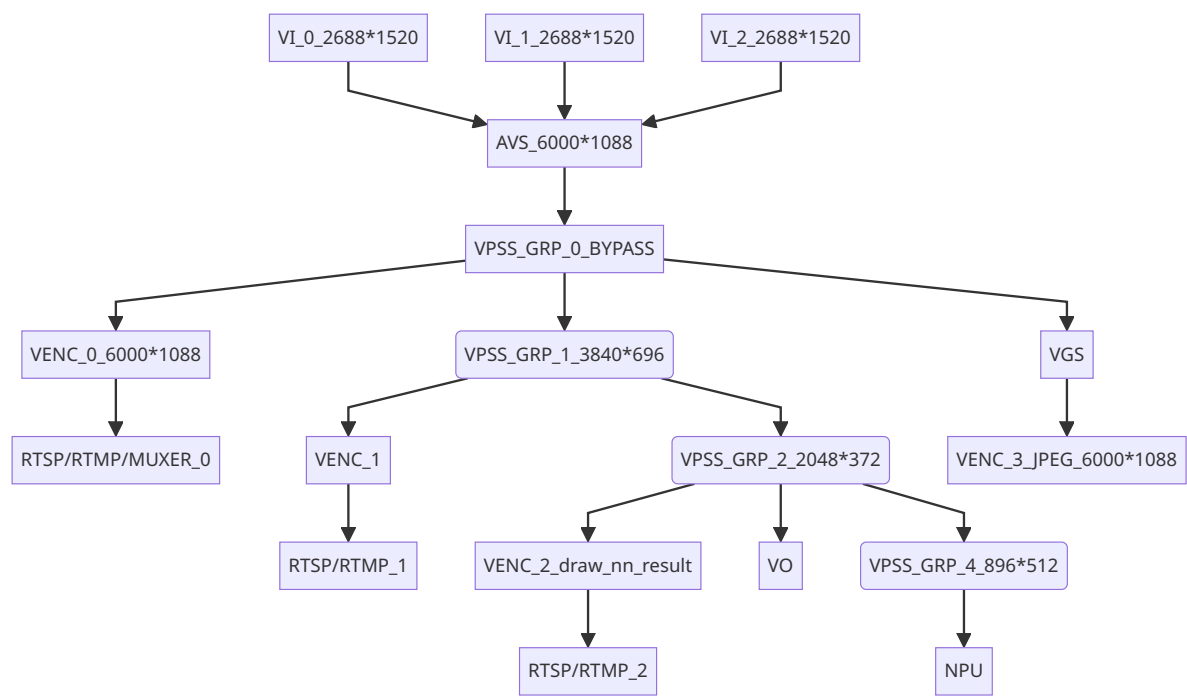 VI_0_2688*1520
VI_1_2688*1520
VI_2_2688*1520
AVS_6000*1088
VPSS_GRP_0_BYPASS
VENC_0_6000*1088
VPSS_GRP_1_3840*696
VGS
RTSP/RTMP/MUXER_0
VENC_1
VPSS_GRP_2_2048*372
VENC_3_JPEG_6000*1088
RTSP/RTMP_1
VENC_2_draw_nn_result
VO
VPSS_GRP_4_896*512
RTSP/RTMP_2
NPU